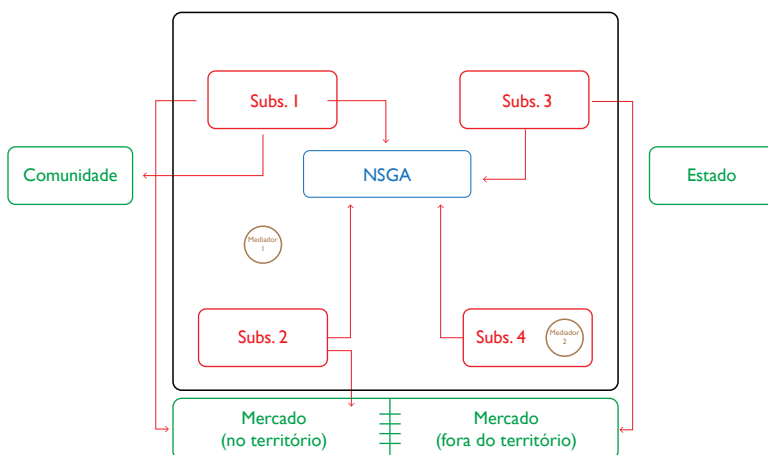 Subs. 1
Subs. 3
Comunidade
NSGA
Estado
Mediador
1
Subs. 2
Subs. 4
Mediador
2
Mercado
(no território)
Mercado
(fora do território)